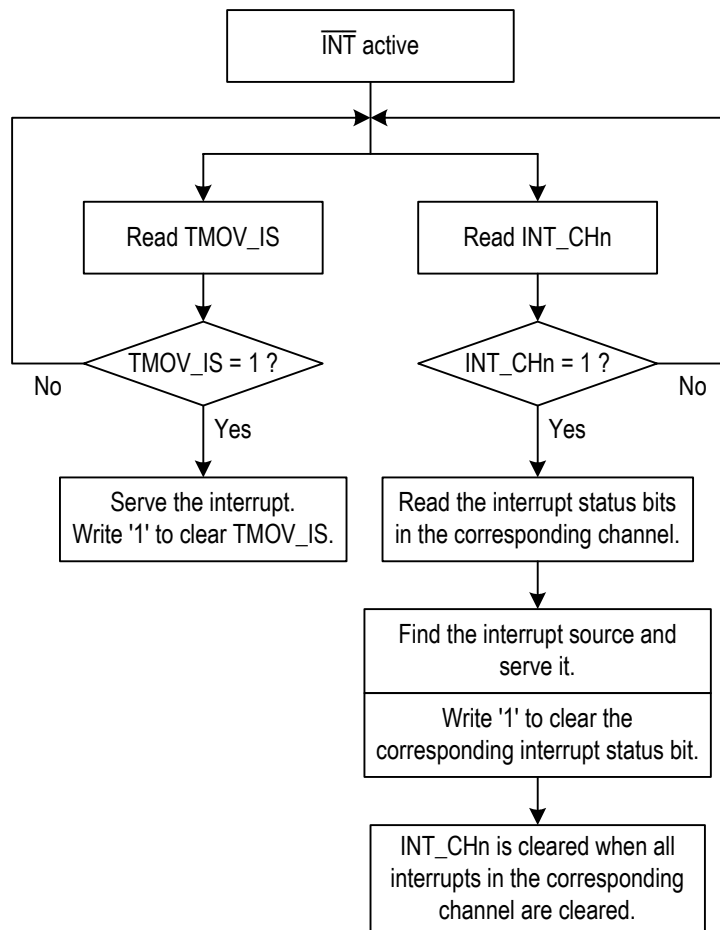 INT active
Read TMOV_IS
Read INT_CHn
TMOV_IS = 1 ?
INT_CHn = 1 ?
No
No
Yes
Yes
Serve the interrupt.
Write '1' to clear TMOV_IS.
Read the interrupt status bits
in the corresponding channel.
Find the interrupt source and
serve it.
Write '1' to clear the
corresponding interrupt status bit.
INT_CHn is cleared when all
interrupts in the corresponding
channel are cleared.